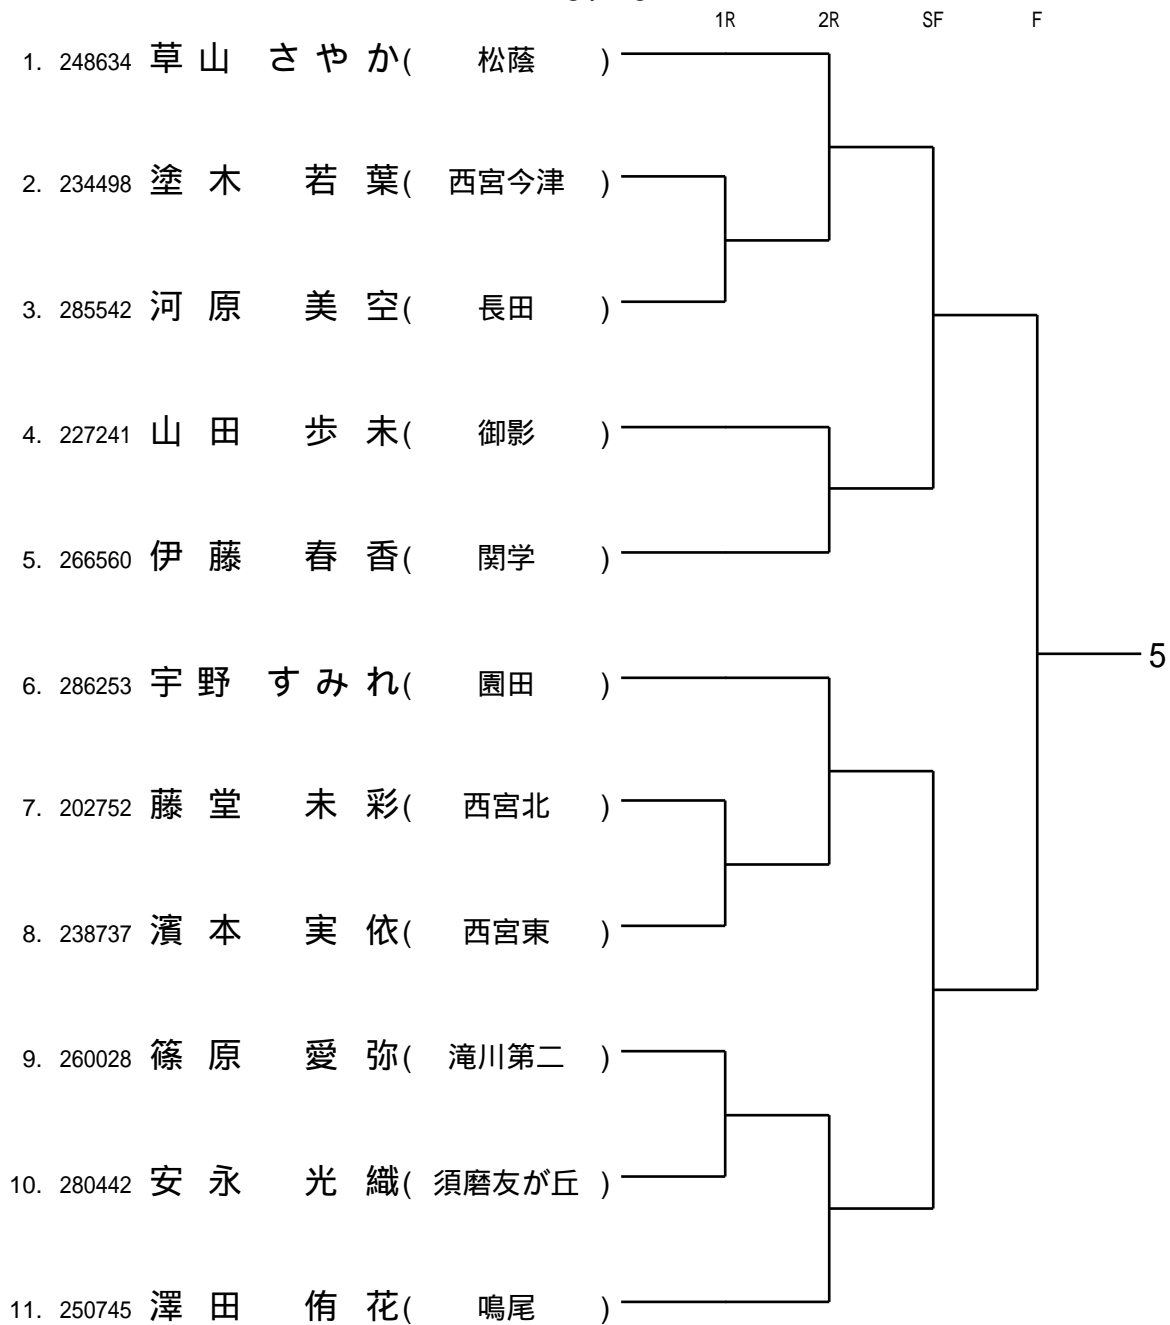 1R 2R SF F
1. 248634 草山 さやか( 松蔭 )
2. 234498 塗木 若葉( 西宮今津 )
3. 285542 河原 美空( 長田 )
4. 227241 山田 歩未( 御影 )
5. 266560 伊藤 春香( 関学 )
5
6. 286253 宇野 すみれ( 園田 )
7. 202752 藤堂 未彩( 西宮北 )
8. 238737 濱本 実依( 西宮東 )
9. 260028 篠原 愛弥( 滝川第二 )
10. 280442 安永 光織( 須磨友が丘 )
11. 250745 澤田 侑花( 鳴尾 )